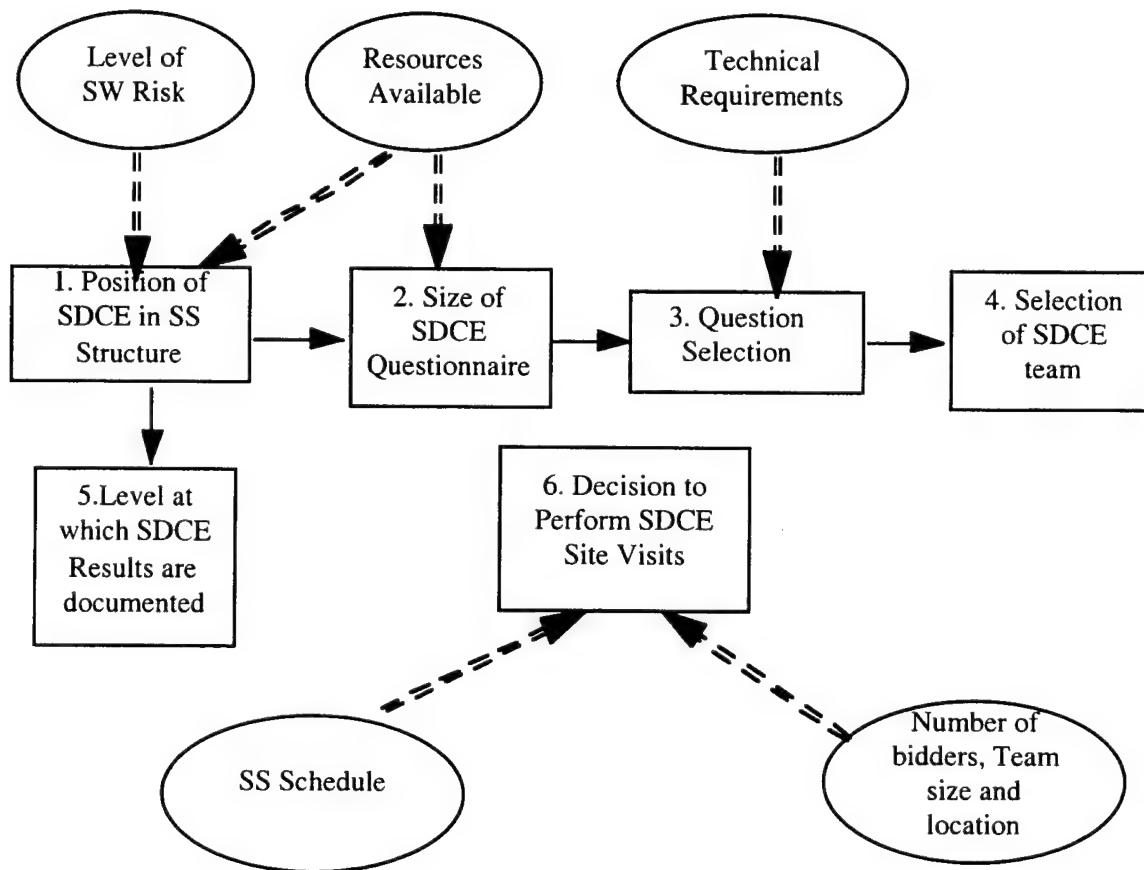 Level of
SW Risk
Resources
Available
Technical
Requirements
1. Position of
SDCE in SS
Structure
2. Size of
SDCE
Questionnaire
3. Question
Selection
4. Selection
of SDCE
team
5.Level at
which SDCE
Results are
documented
6. Decision to
Perform SDCE
Site Visits
SS Schedule
Number of
bidders, Team
size and
location